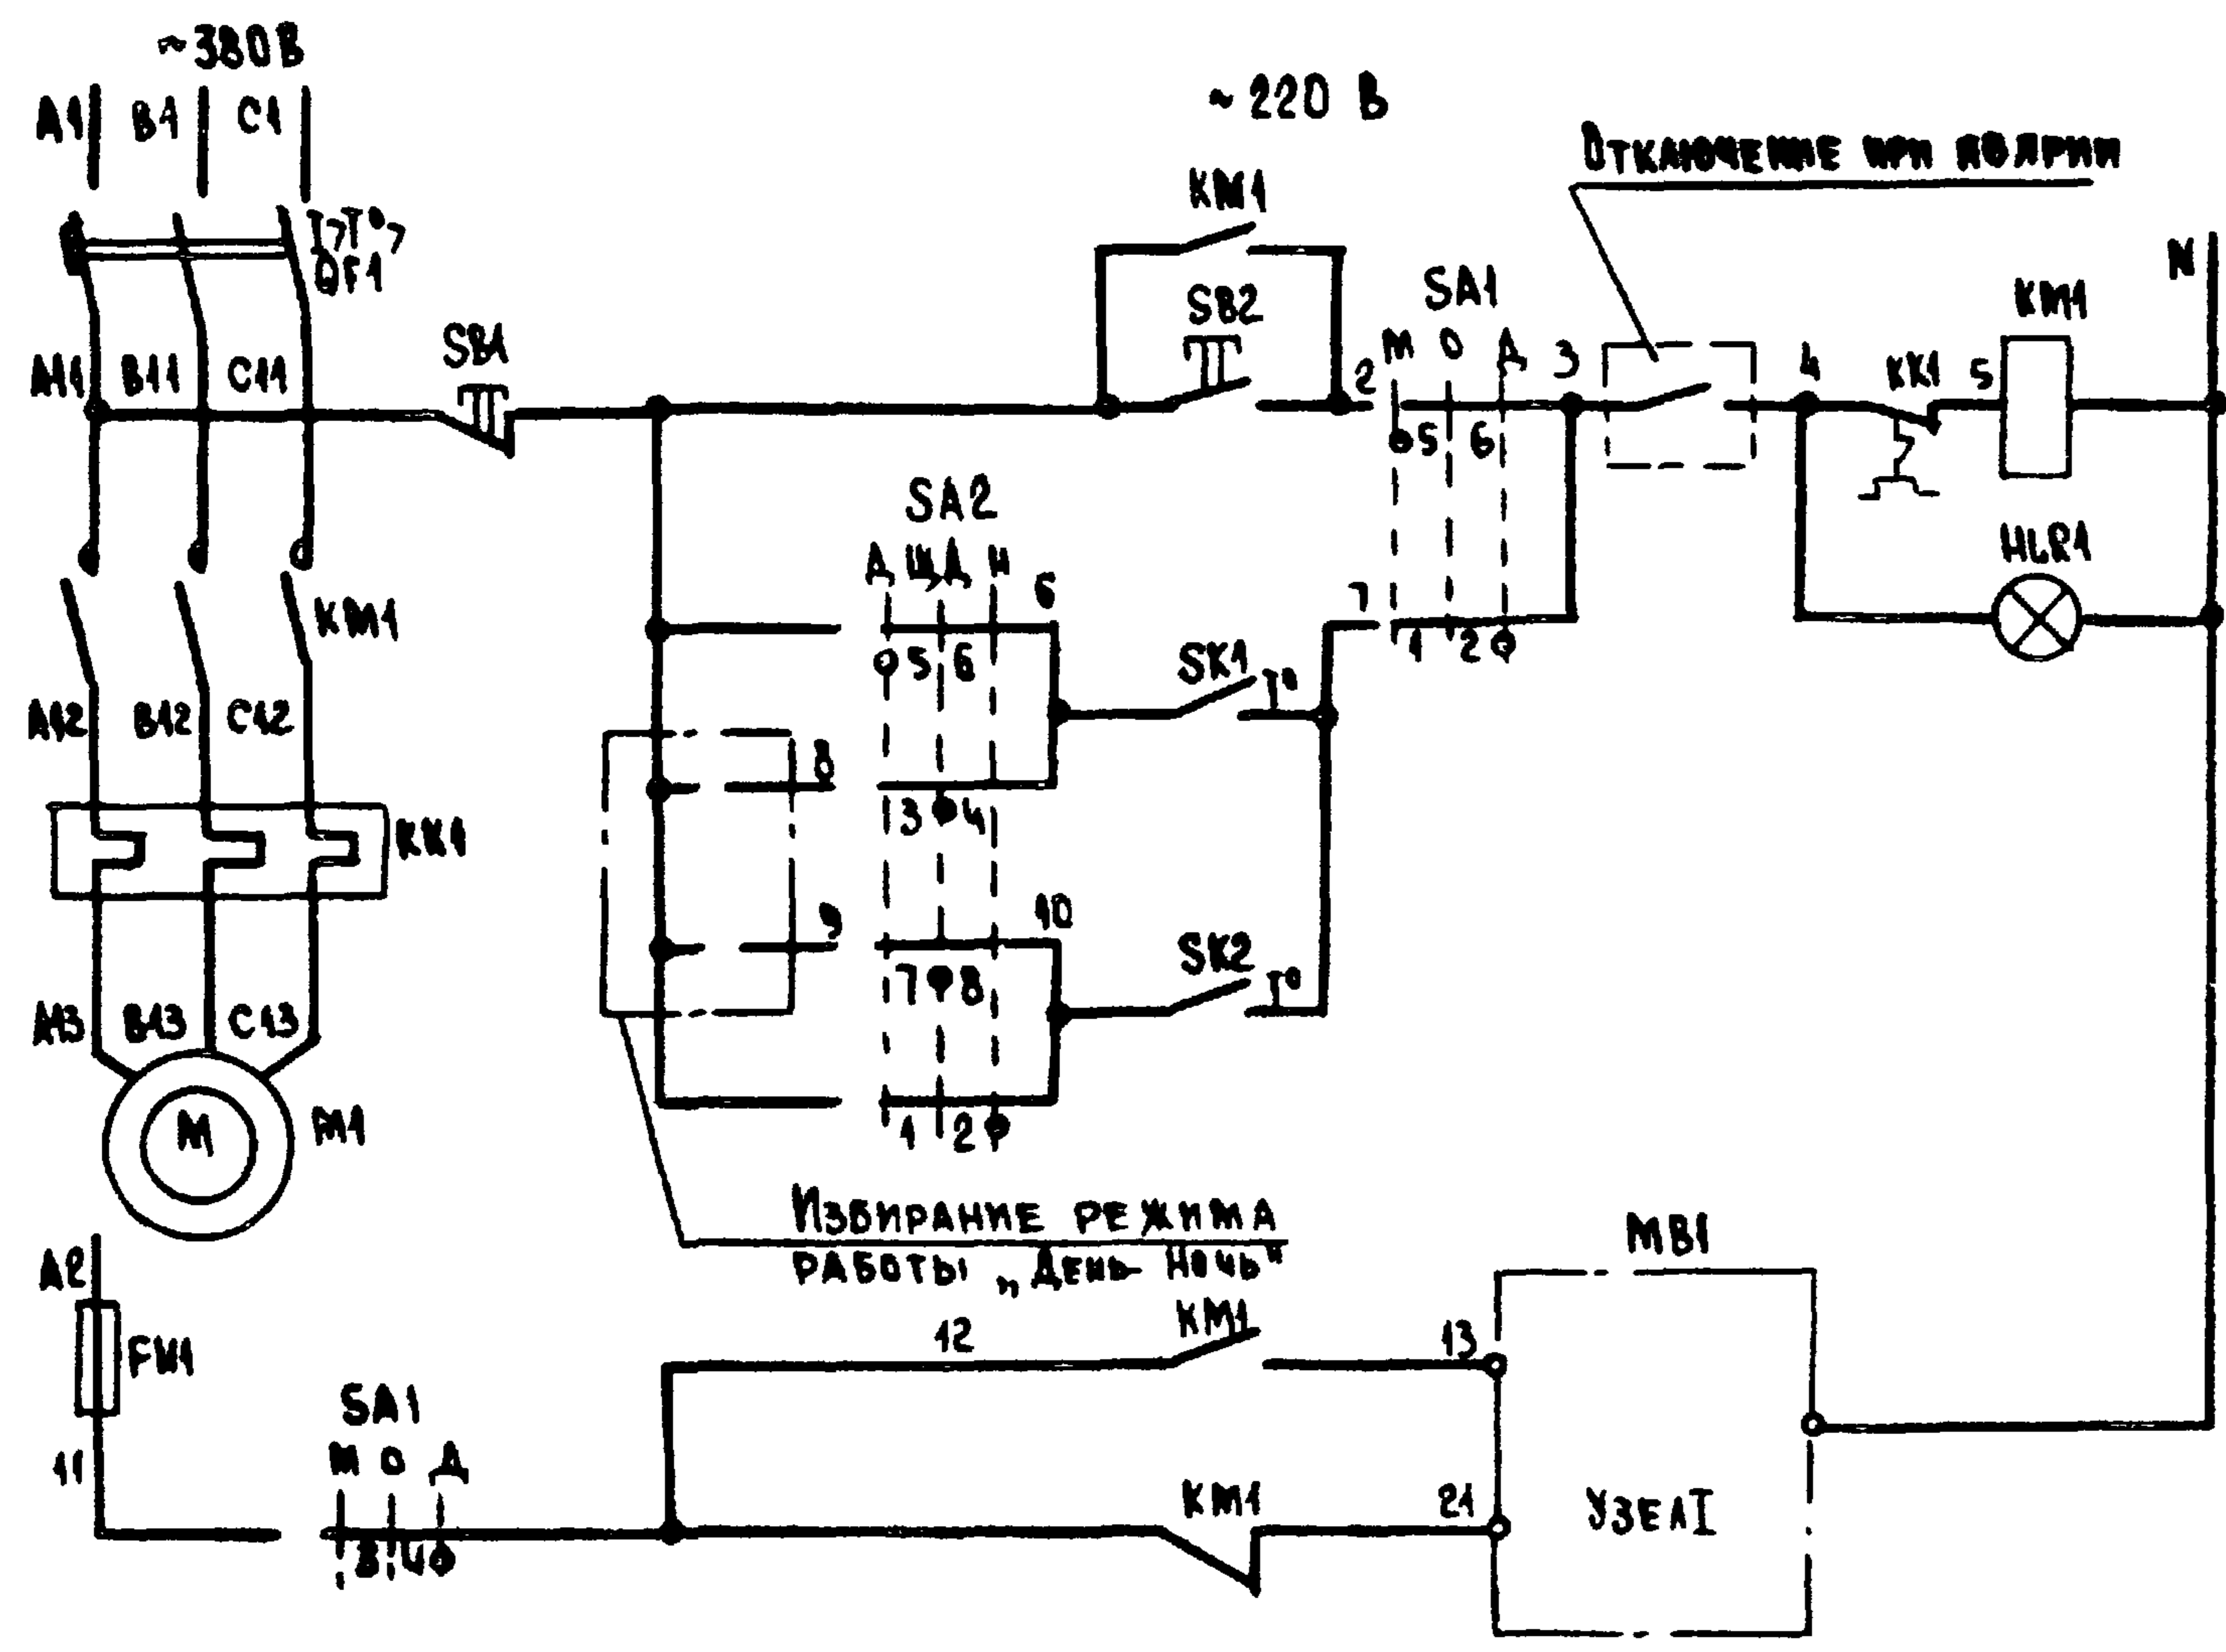 ~380В
~220 В
А1 В1 С1
Отключение при аварии
КМ1
QF1
N
SA1
КМ1
SB2
SB1
М О Д
А11 В11 С11
2
3
4
КК1
5
5 6
SA2
HLR1
Д ЩД Н
6
7
КМ1
1 2
5 6
SK1
А12 В12 С12
8
3 4
КК1
9
10
SK2
7 8
А13 В13 С13
М
М1
1 2
Избирание режима
работы „День- Ночь"
МВ1
А2
FU1
12
КМ1
13
SA1
М О Д
11
КМ1
21
Узел I
3 4